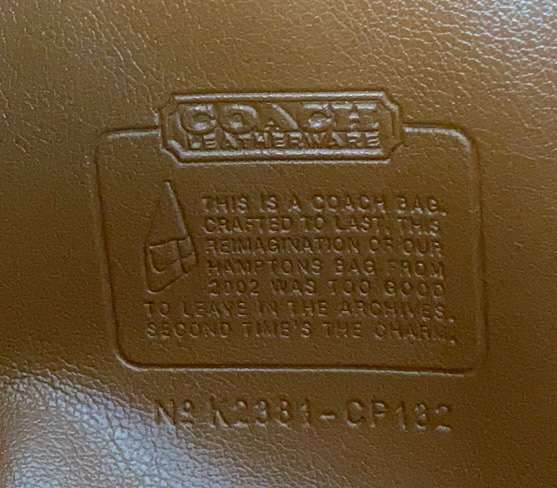 COACH
LEATHERWARE
THIS IS A COACH BAG.
CRAFTED TO LAST, THIS
REIMAGINATION OF OUR
HAMPTONS BAG FROM
2002 WAS TOO GOOD
TO LEAVE IN THE ARCHIVES.
SECOND TIME'S THE CHARM.
Nº K2381-CP132